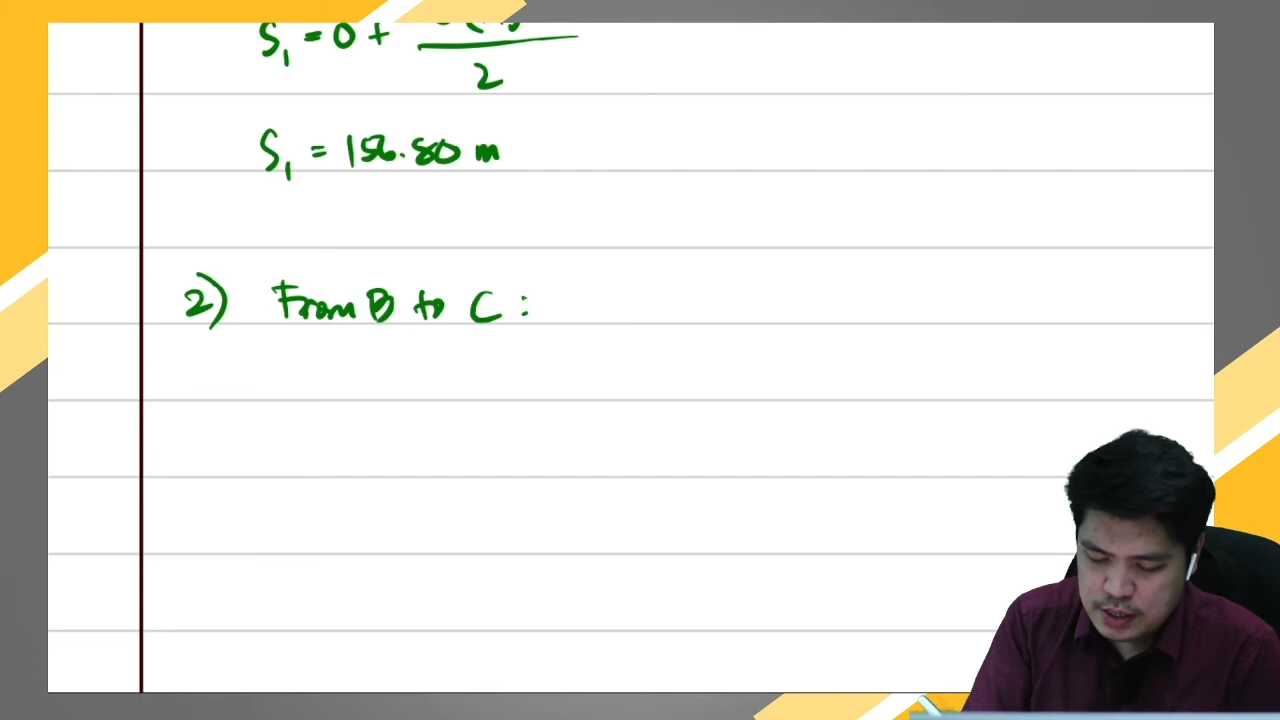 S₁ = 0 +
2
S₁ = 156.80 m
2) From B to C :